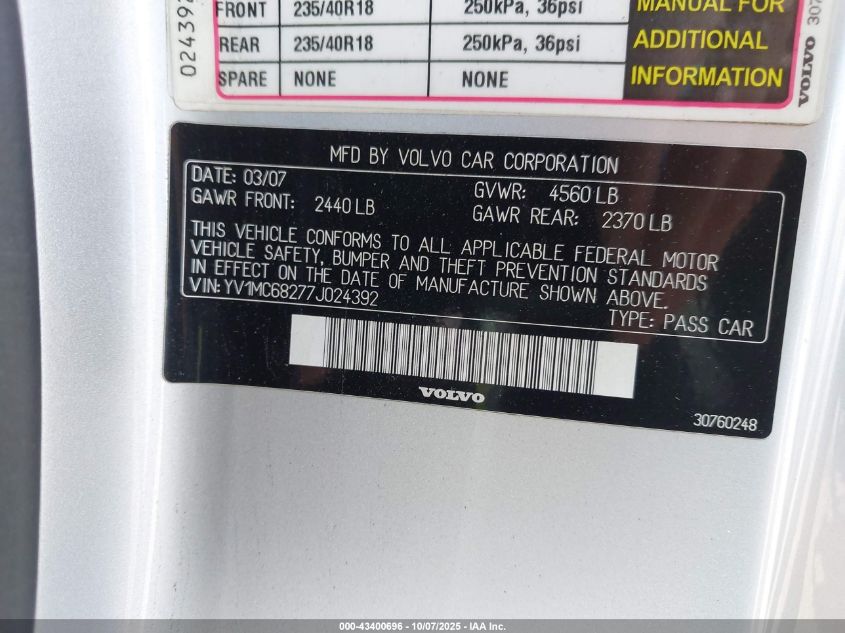 FRONT 235/40R18 250kPa, 36psi MANUAL FOR
REAR 235/40R18 250kPa, 36psi ADDITIONAL
SPARE NONE NONE INFORMATION
VOLVO 30
02439
MFD BY VOLVO CAR CORPORATION
DATE: 03/07 GVWR: 4560 LB
GAWR FRONT: 2440 LB GAWR REAR: 2370 LB
THIS VEHICLE CONFORMS TO ALL APPLICABLE FEDERAL MOTOR
VEHICLE SAFETY, BUMPER AND THEFT PREVENTION STANDARDS
IN EFFECT ON THE DATE OF MANUFACTURE SHOWN ABOVE.
VIN: YV1MC68277J024392
TYPE: PASS CAR
VOLVO
30760248
000-43400696 - 10/07/2025 - IAA Inc.